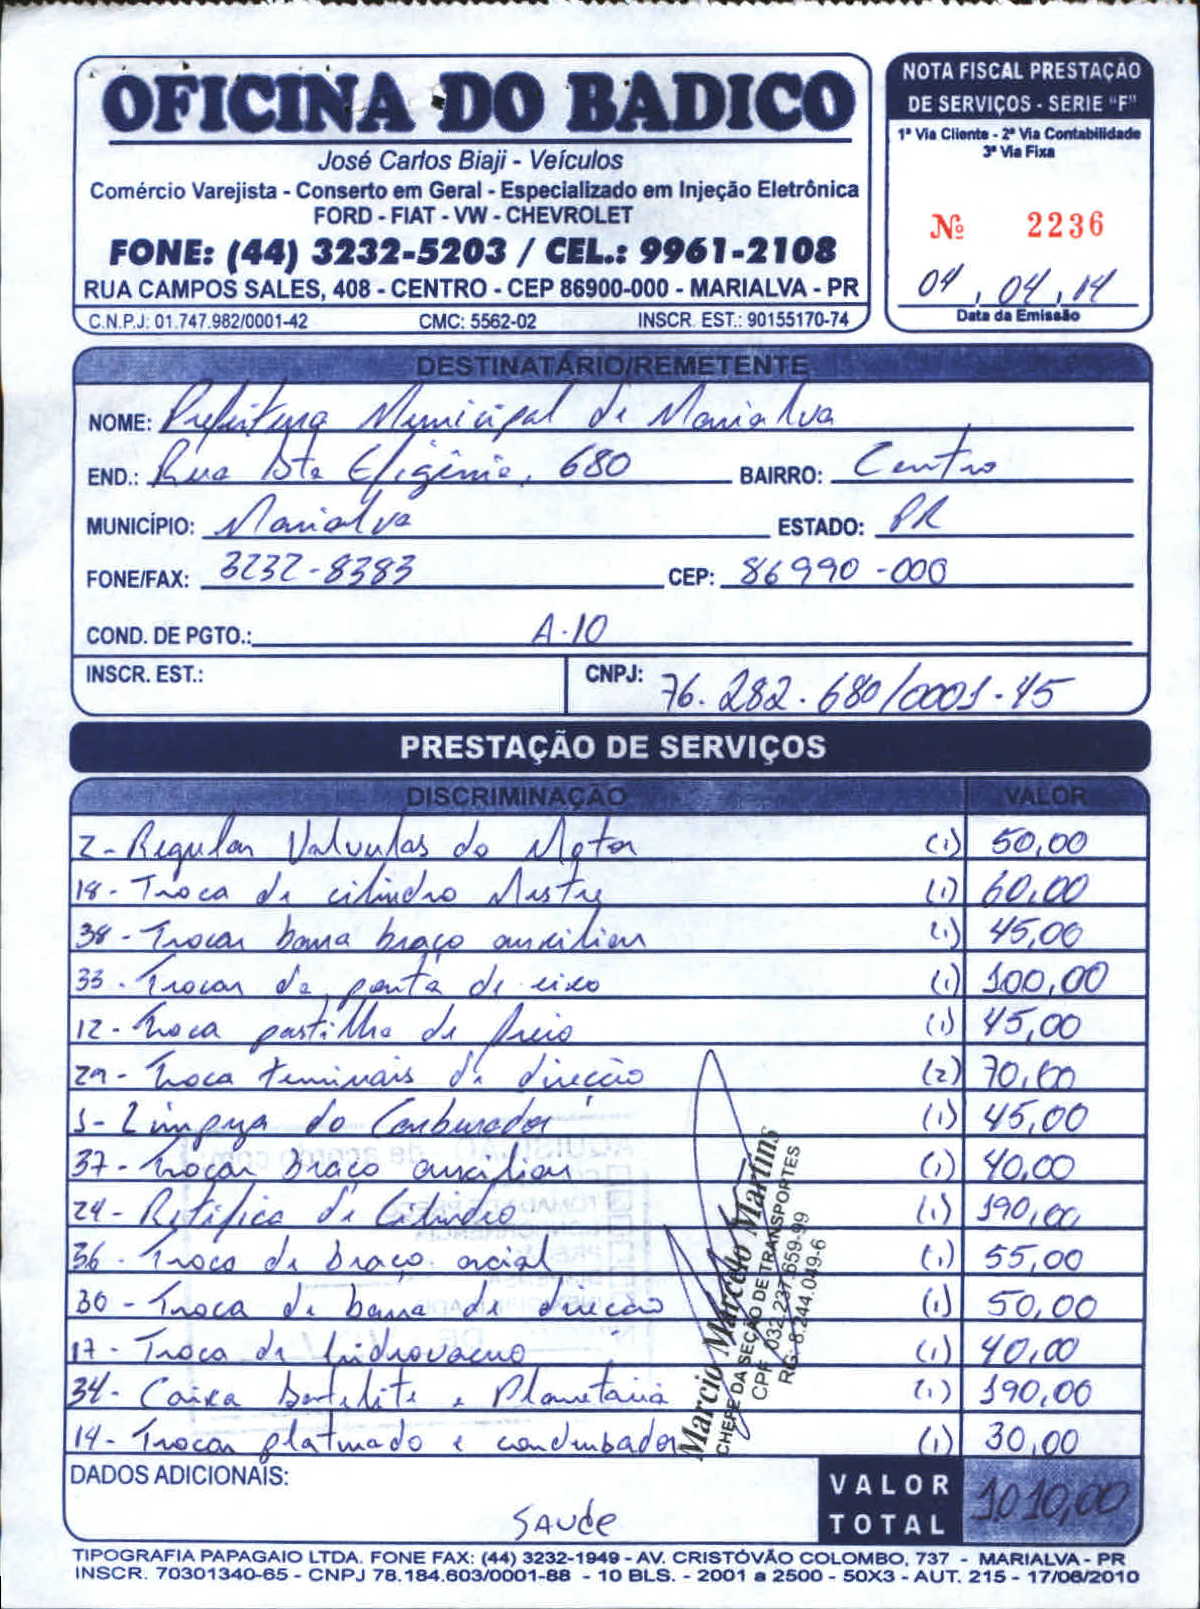 OFICINA DO BADICO
José Carlos Biaji - Veículos
Comércio Varejista - Conserto em Geral - Especializado em Injeção Eletrônica
FORD - FIAT - VW - CHEVROLET
FONE: (44) 3232-5203 / CEL.: 9961-2108
RUA CAMPOS SALES, 408 - CENTRO - CEP 86900-000 - MARIALVA - PR
C.N.P.J: 01.747.982/0001-42 CMC: 5562-02 INSCR. EST.: 90155170-74
NOTA FISCAL PRESTAÇÃO
DE SERVIÇOS - SERIE "F"
1ª Via Cliente - 2ª Via Contabilidade
3ª Via Fixa
Nº 2236
04, 04, 14
Data da Emissão
DESTINATÁRIO/REMETENTE
NOME: Prefeitura Municipal de Marialva
END.: Rua Sta Efigênia, 680 BAIRRO: Centro
MUNICÍPIO: Marialva ESTADO: PR
FONE/FAX: 3232-8383 CEP: 86990-000
COND. DE PGTO.: A-10
INSCR. EST.: CNPJ: 76.282.680/0001-45
PRESTAÇÃO DE SERVIÇOS
DISCRIMINAÇÃO VALOR
2- Regular Valvulas do Motor (1) 50,00
18- Troca de cilindro Mestre (1) 60,00
38- Trocar barra braço auxiliar (1) 45,00
33- Trocar de ponta de eixo (1) 100,00
12- Troca pastilha de freio (1) 45,00
29- Troca terminais de direção (2) 70,00
5- Limpeza do Carburador (1) 45,00
37- Trocar braço auxiliar (1) 40,00
24- Retifica de Cilindro (1) 190,00
36- Troca de braço axial (1) 55,00
30- Troca de barra de direção (1) 50,00
17- Troca de hidrovacuo (1) 40,00
34- Caixa Satelite e Planetaria (1) 190,00
14- Trocar platinado e condensador (1) 30,00
Marcio Marcelo Martins
CHEFE DA SEÇÃO DE TRANSPORTES
CPF 032.237.659-99
RG: 8.244.049-6
DADOS ADICIONAIS:
SAUDE
VALOR TOTAL 1010,00
TIPOGRAFIA PAPAGAIO LTDA. FONE FAX: (44) 3232-1949 - AV. CRISTÓVÃO COLOMBO, 737 - MARIALVA - PR
INSCR. 70301340-65 - CNPJ 78.184.603/0001-88 - 10 BLS. - 2001 a 2500 - 50X3 - AUT. 215 - 17/06/2010